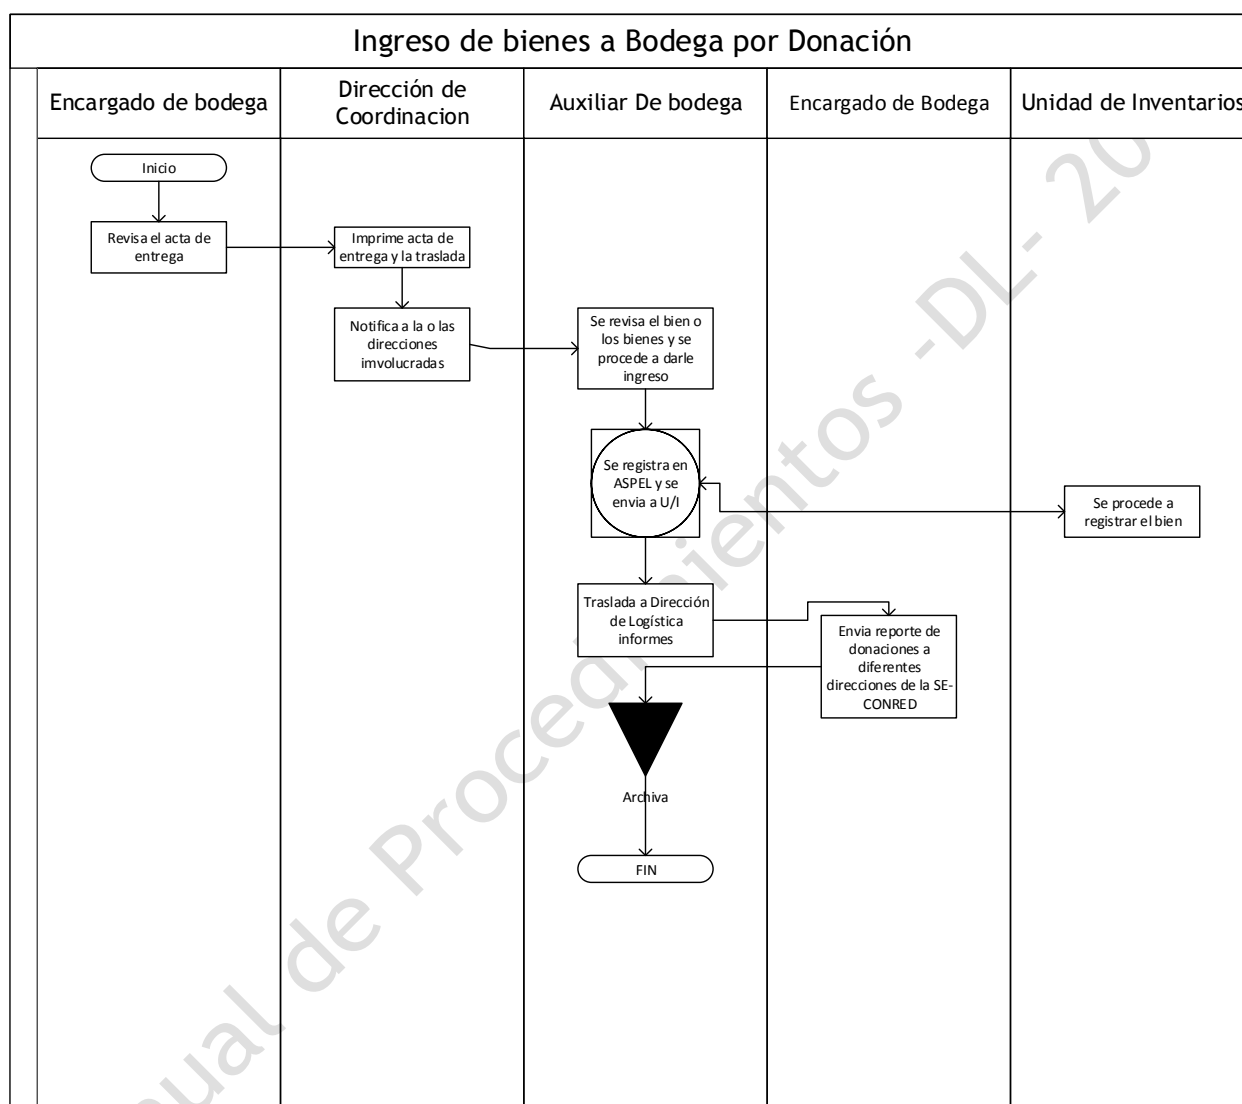 Ingreso de bienes a Bodega por Donación
Encargado de bodega
Dirección de
Coordinacion
Auxiliar De bodega
Encargado de Bodega
Unidad de Inventarios
Inicio
Revisa el acta de
entrega
Imprime acta de
entrega y la traslada
Notifica a la o las
direcciones
imvolucradas
Se revisa el bien o
los bienes y se
procede a darle
ingreso
Se registra en
ASPEL y se
envia a U/I
Se procede a
registrar el bien
Traslada a Dirección
de Logística
informes
Envia reporte de
donaciones a
diferentes
direcciones de la SE-
CONRED
Archiva
FIN
de Procedimientos -DL-